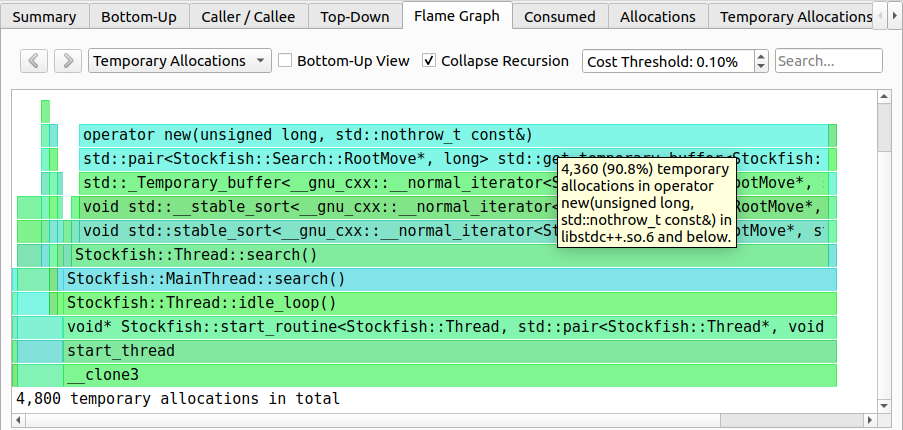 Summary Bottom-Up Caller / Callee Top-Down Flame Graph Consumed Allocations Temporary Allocations
Temporary Allocations Bottom-Up View Collapse Recursion Cost Threshold: 0.10% Search...
operator new(unsigned long, std::nothrow_t const&)
std::pair<Stockfish::Search::RootMove*, long> std::get_temporary_buffer<Stockfish:
std::_Temporary_buffer<__gnu_cxx::__normal_iterator<S RootMove*,
void std::__stable_sort<__gnu_cxx::__normal_iterator<S RootMove*,
void std::stable_sort<__gnu_cxx::__normal_iterator<St otMove*, s
4,360 (90.8%) temporary
allocations in operator
new(unsigned long,
std::nothrow_t const&) in
libstdc++.so.6 and below.
Stockfish::Thread::search()
Stockfish::MainThread::search()
Stockfish::Thread::idle_loop()
void* Stockfish::start_routine<Stockfish::Thread, std::pair<Stockfish::Thread*, void
start_thread
__clone3
4,800 temporary allocations in total